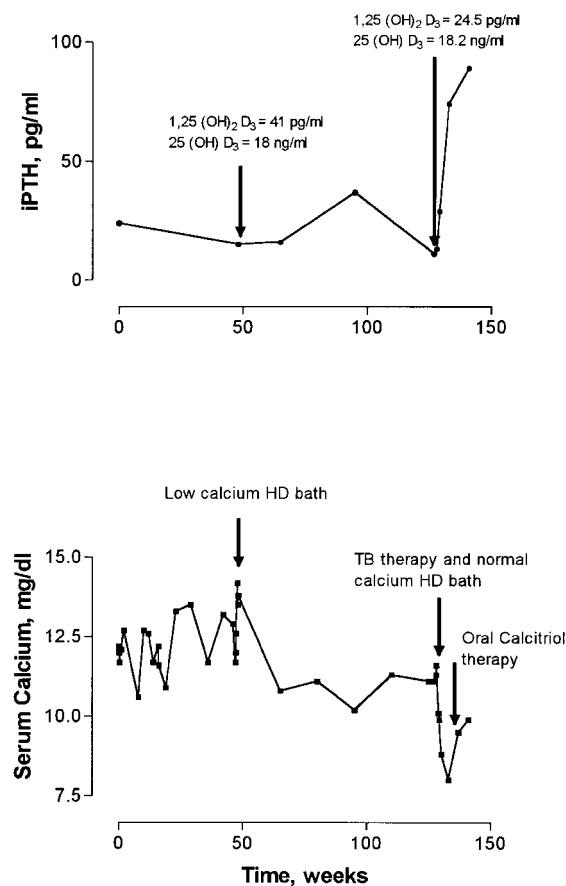 1,25 (OH)₂ D₃ = 24.5 pg/ml
25 (OH) D₃ = 18.2 ng/ml
100
1,25 (OH)₂ D₃ = 41 pg/ml
25 (OH) D₃ = 18 ng/ml
iPTH, pg/ml
50
0
0
50
100
150
Low calcium HD bath
15.0
TB therapy and normal
calcium HD bath
Serum Calcium, mg/dl
12.5
Oral Calcitriol
therapy
10.0
7.5
0
50
100
150
Time, weeks